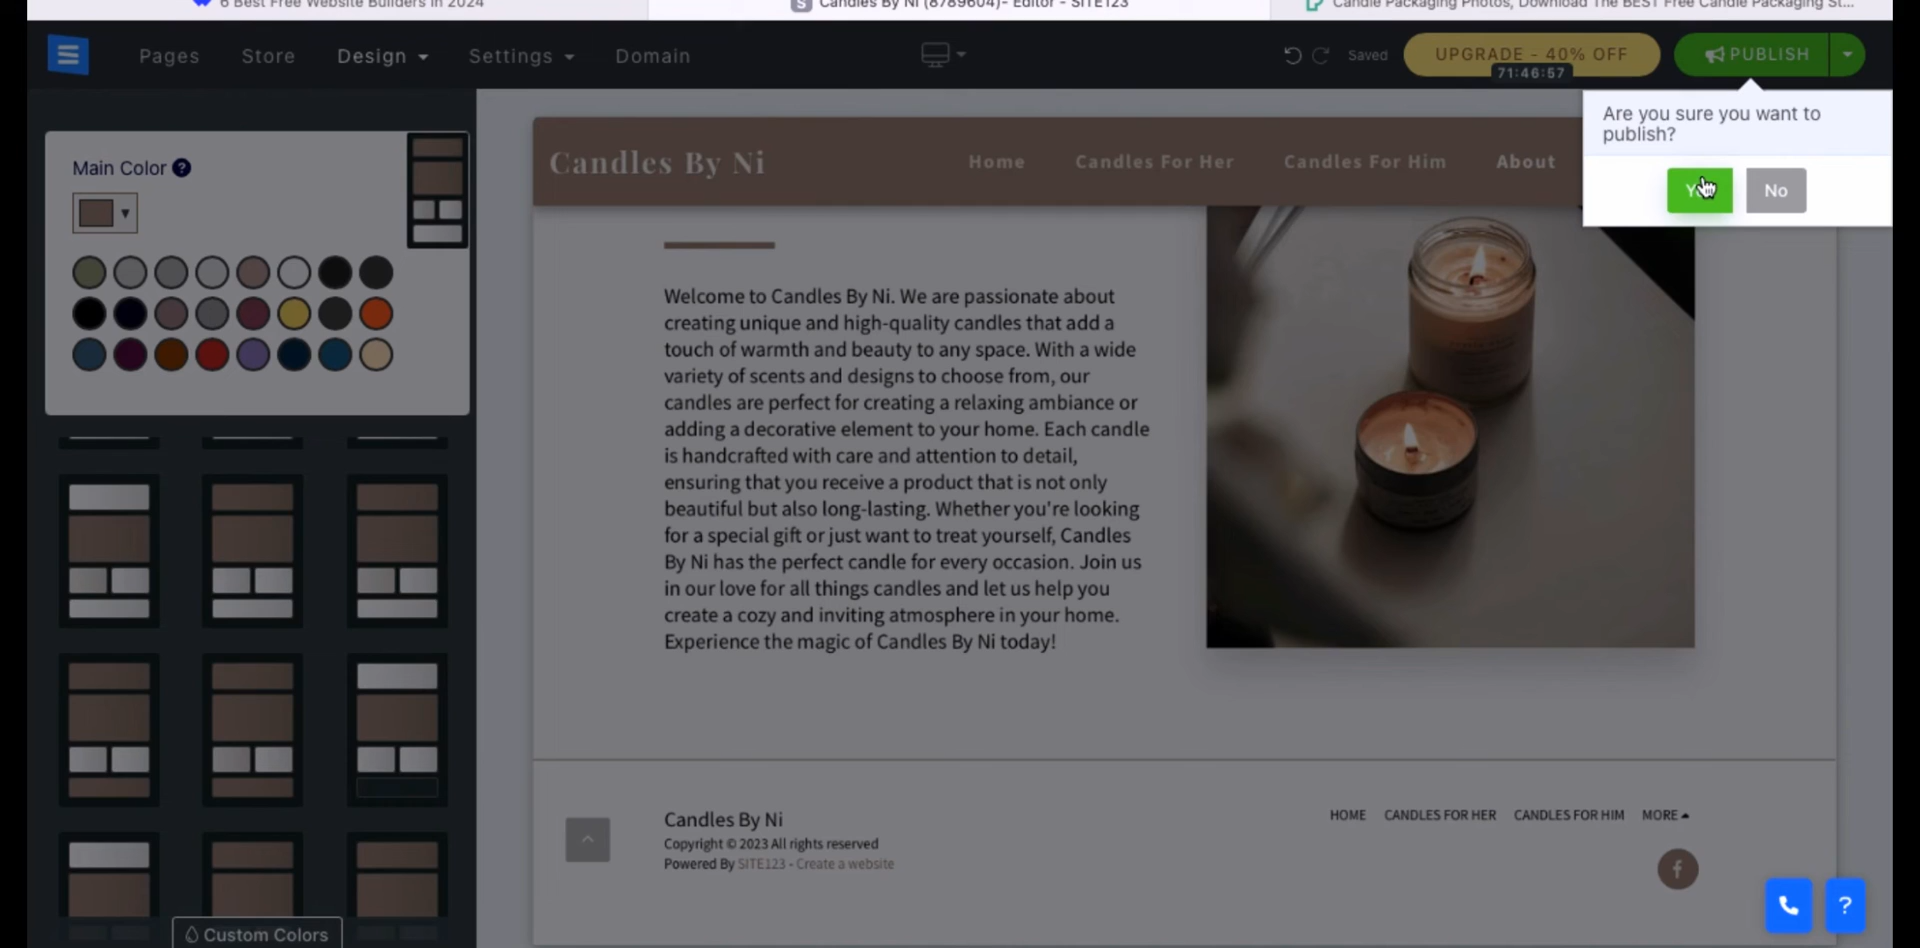 6 Best Free Website Builders in 2024
Candles By Ni (8789604)- Editor - SITE123
Candle Packaging Photos, Download The BEST Free Candle Packaging St...
Pages Store Design Settings Domain
Saved
UPGRADE - 40% OFF
71:46:57
PUBLISH
Are you sure you want to
publish?
No
Main Color ?
Candles By Ni
Home Candles For Her Candles For Him About
Welcome to Candles By Ni. We are passionate about
creating unique and high-quality candles that add a
touch of warmth and beauty to any space. With a wide
variety of scents and designs to choose from, our
candles are perfect for creating a relaxing ambiance or
adding a decorative element to your home. Each candle
is handcrafted with care and attention to detail,
ensuring that you receive a product that is not only
beautiful but also long-lasting. Whether you're looking
for a special gift or just want to treat yourself, Candles
By Ni has the perfect candle for every occasion. Join us
in our love for all things candles and let us help you
create a cozy and inviting atmosphere in your home.
Experience the magic of Candles By Ni today!
Candles By Ni
Copyright © 2023 All rights reserved
Powered By SITE123 - Create a website
HOME CANDLES FOR HER CANDLES FOR HIM MORE
Custom Colors
?